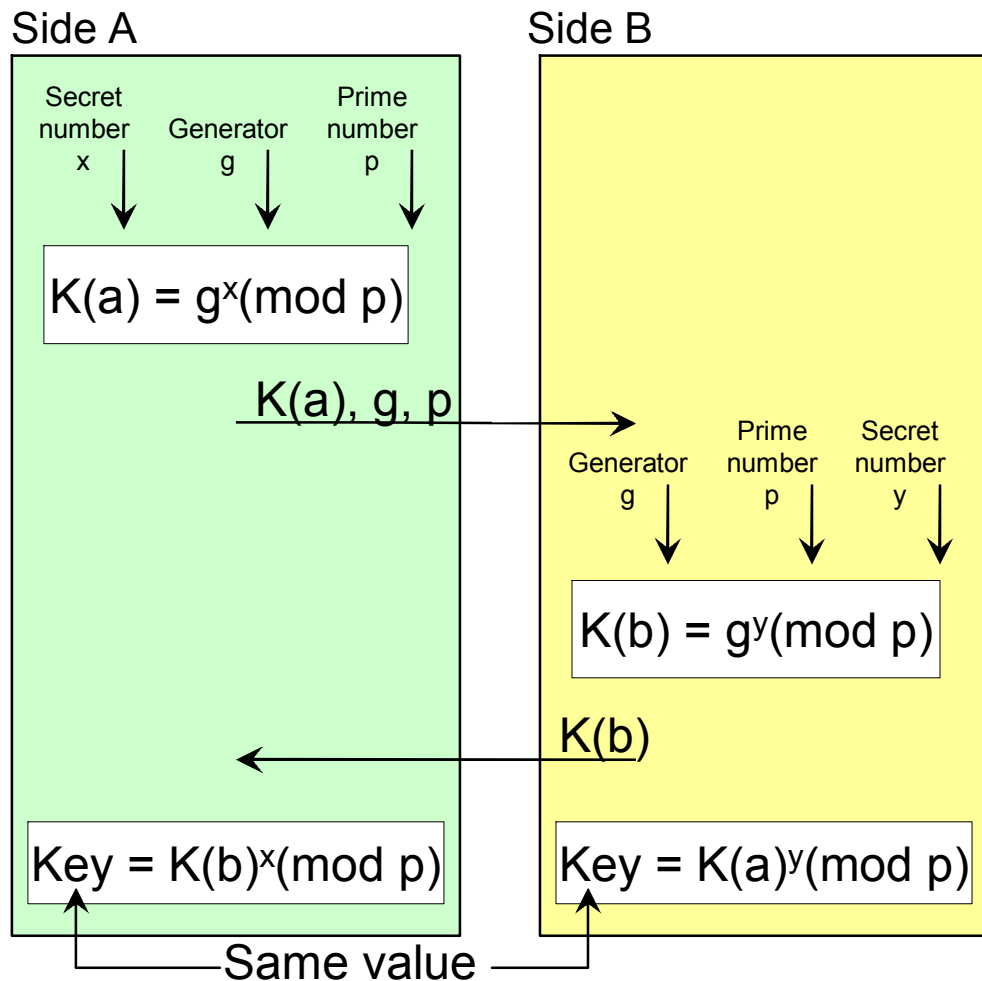 Side A
Side B
Secret
number
x
Generator
g
Prime
number
p
K(a) = gˣ(mod p)
K(a), g, p
Generator
g
Prime
number
p
Secret
number
y
K(b) = gʸ(mod p)
K(b)
Key = K(b)ˣ(mod p)
Key = K(a)ʸ(mod p)
Same value